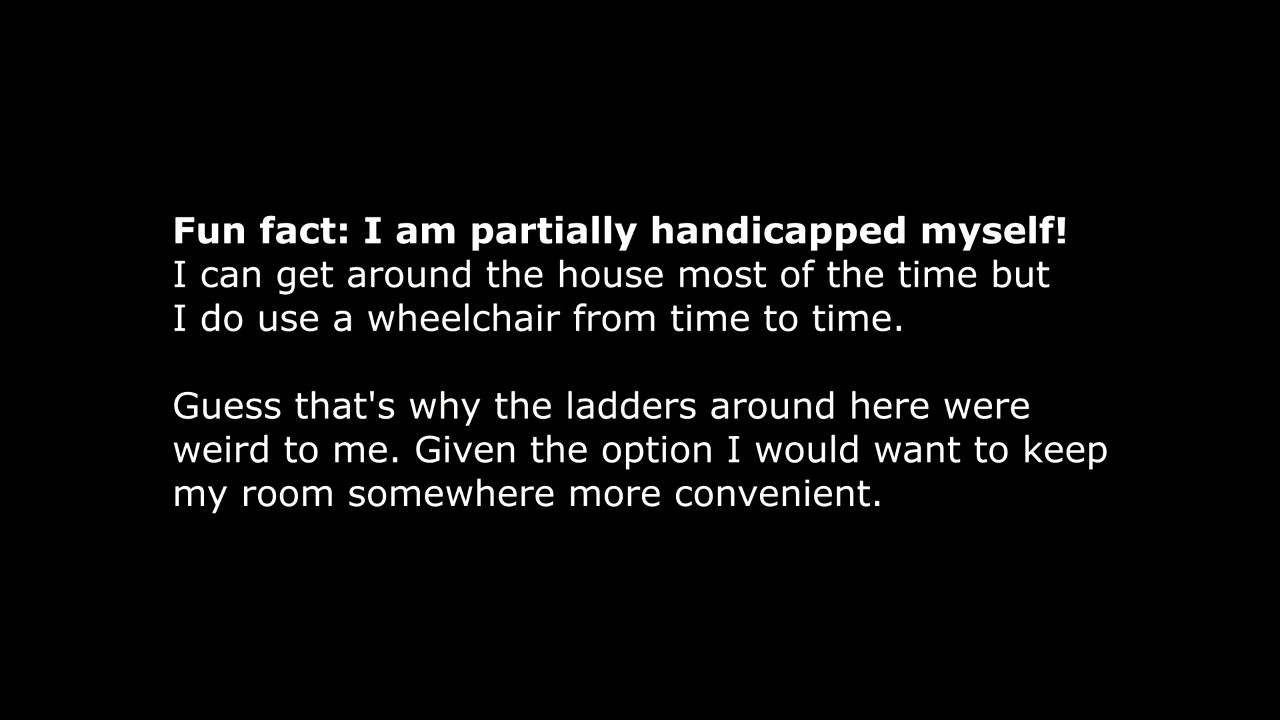 Fun fact: I am partially handicapped myself!
I can get around the house most of the time but
I do use a wheelchair from time to time.
Guess that's why the ladders around here were
weird to me. Given the option I would want to keep
my room somewhere more convenient.